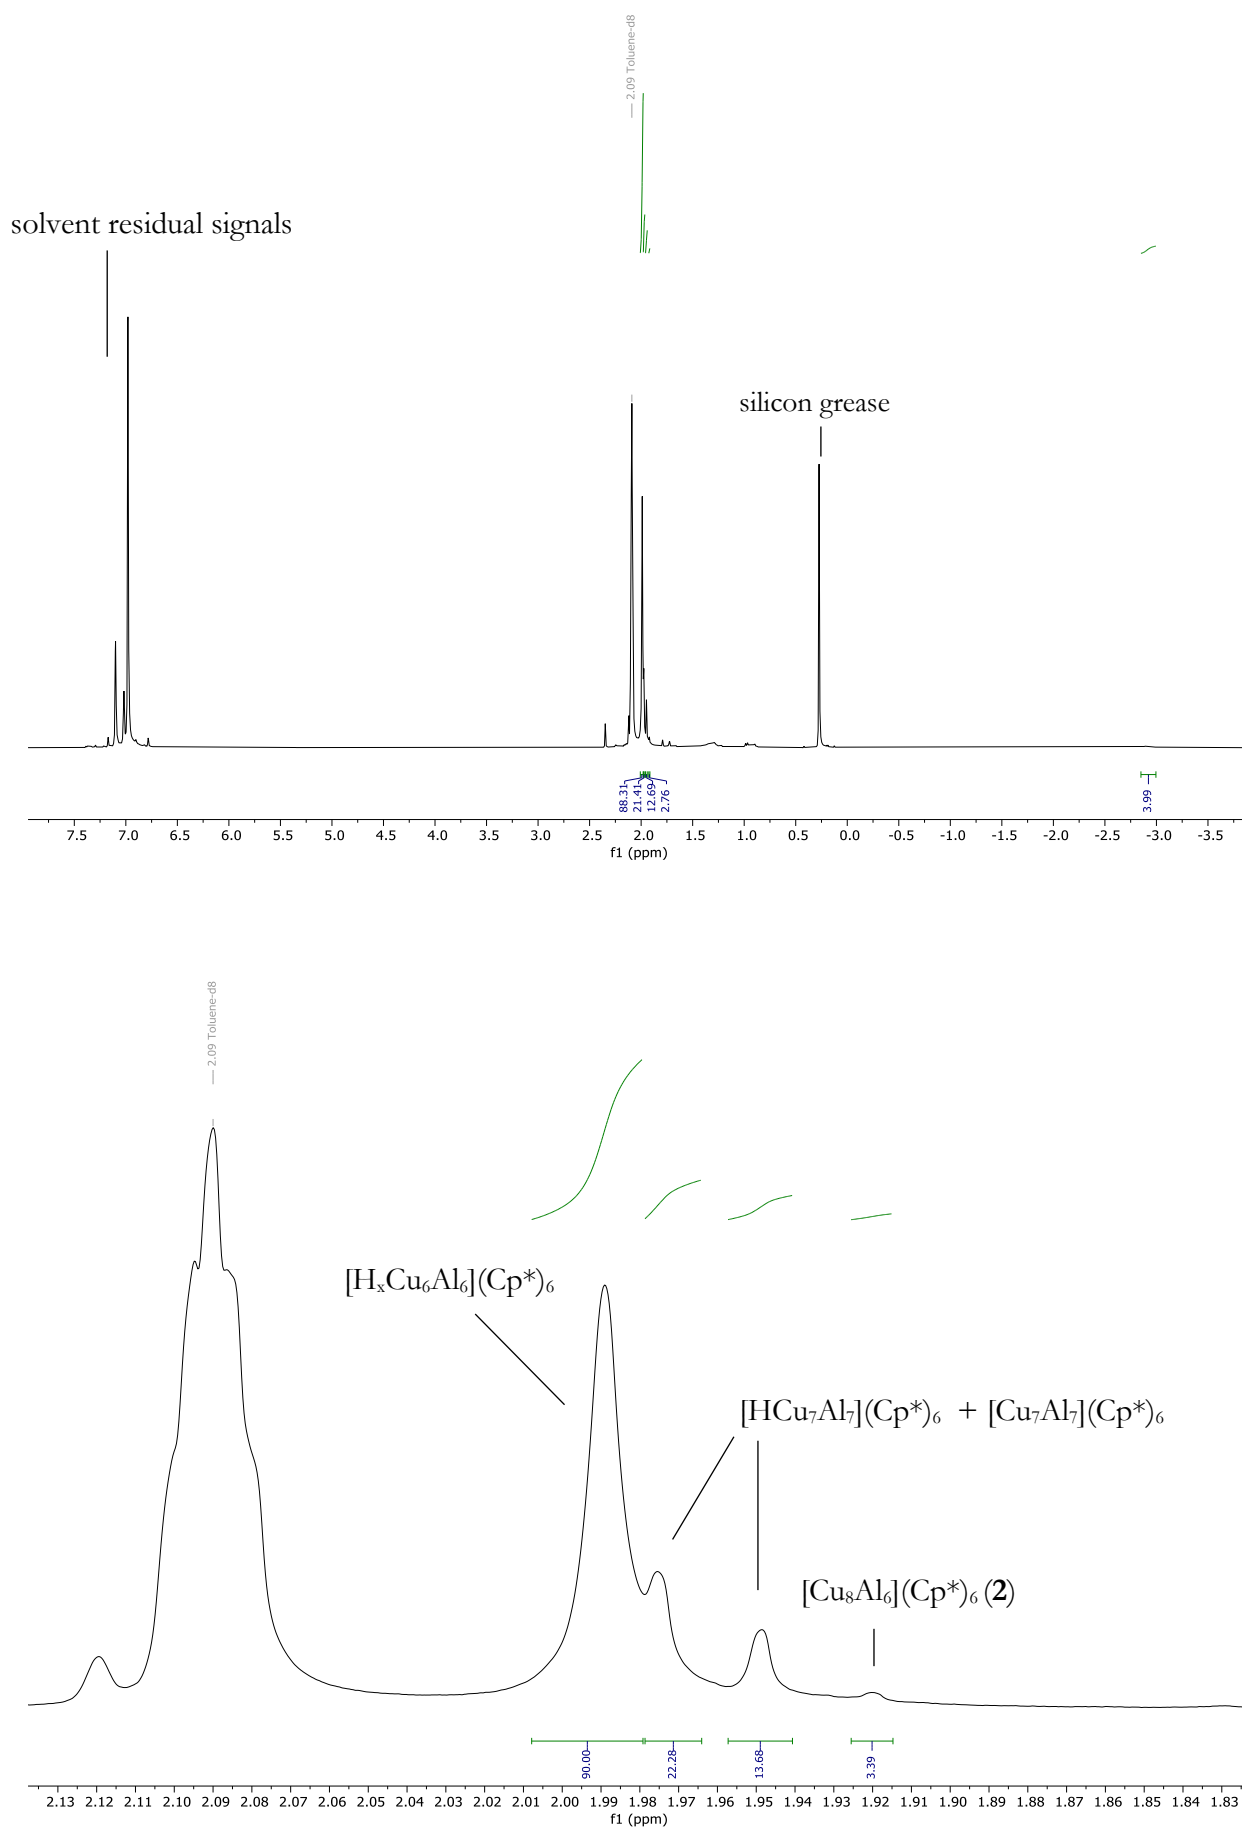 2.09 Toluene-d8
solvent residual signals
silicon grease
88.31
21.41
12.69
2.76
3.99
7.5 7.0 6.5 6.0 5.5 5.0 4.5 4.0 3.5 3.0 2.5 2.0 1.5 1.0 0.5 0.0 -0.5 -1.0 -1.5 -2.0 -2.5 -3.0 -3.5
f1 (ppm)
2.09 Toluene-d8
[HₓCu₆Al₆](Cp*)₆
[HCu₇Al₇](Cp*)₆ + [Cu₇Al₇](Cp*)₆
[Cu₈Al₆](Cp*)₆ (2)
90.00
22.28
13.68
3.39
2.13 2.12 2.11 2.10 2.09 2.08 2.07 2.06 2.05 2.04 2.03 2.02 2.01 2.00 1.99 1.98 1.97 1.96 1.95 1.94 1.93 1.92 1.91 1.90 1.89 1.88 1.87 1.86 1.85 1.84 1.83
f1 (ppm)